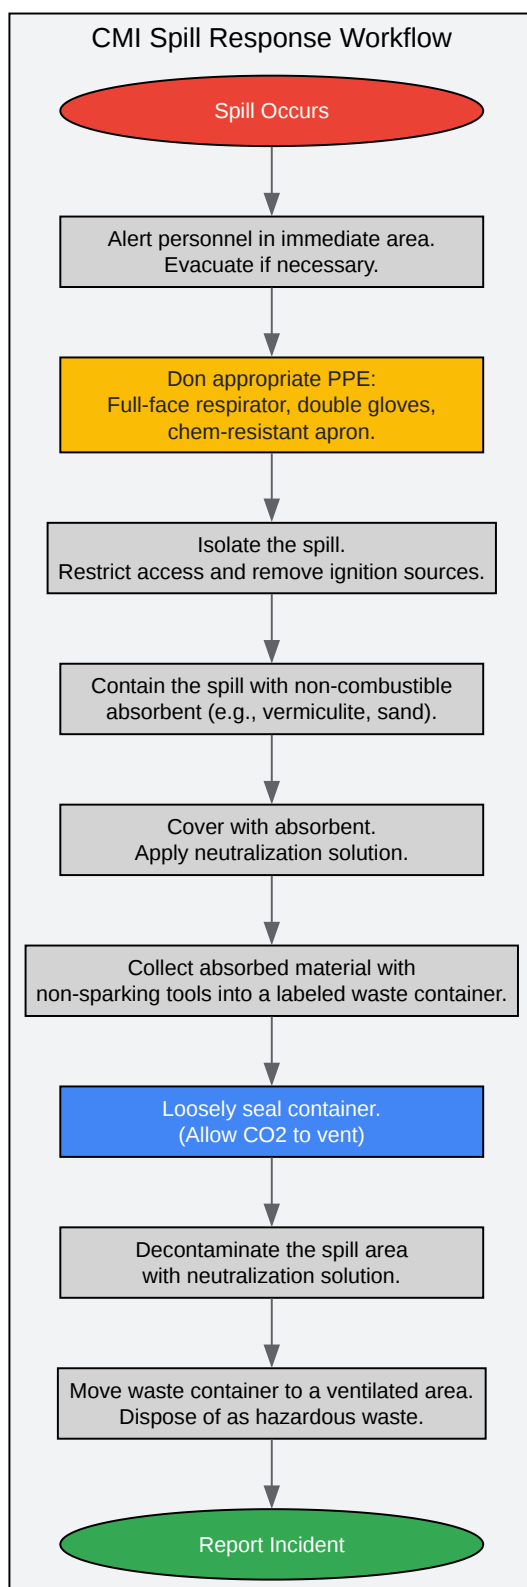 CMI Spill Response Workflow
Spill Occurs
Alert personnel in immediate area.
Evacuate if necessary.
Don appropriate PPE:
Full-face respirator, double gloves,
chem-resistant apron.
Isolate the spill.
Restrict access and remove ignition sources.
Contain the spill with non-combustible
absorbent (e.g., vermiculite, sand).
Cover with absorbent.
Apply neutralization solution.
Collect absorbed material with
non-sparking tools into a labeled waste container.
Loosely seal container.
(Allow CO2 to vent)
Decontaminate the spill area
with neutralization solution.
Move waste container to a ventilated area.
Dispose of as hazardous waste.
Report Incident